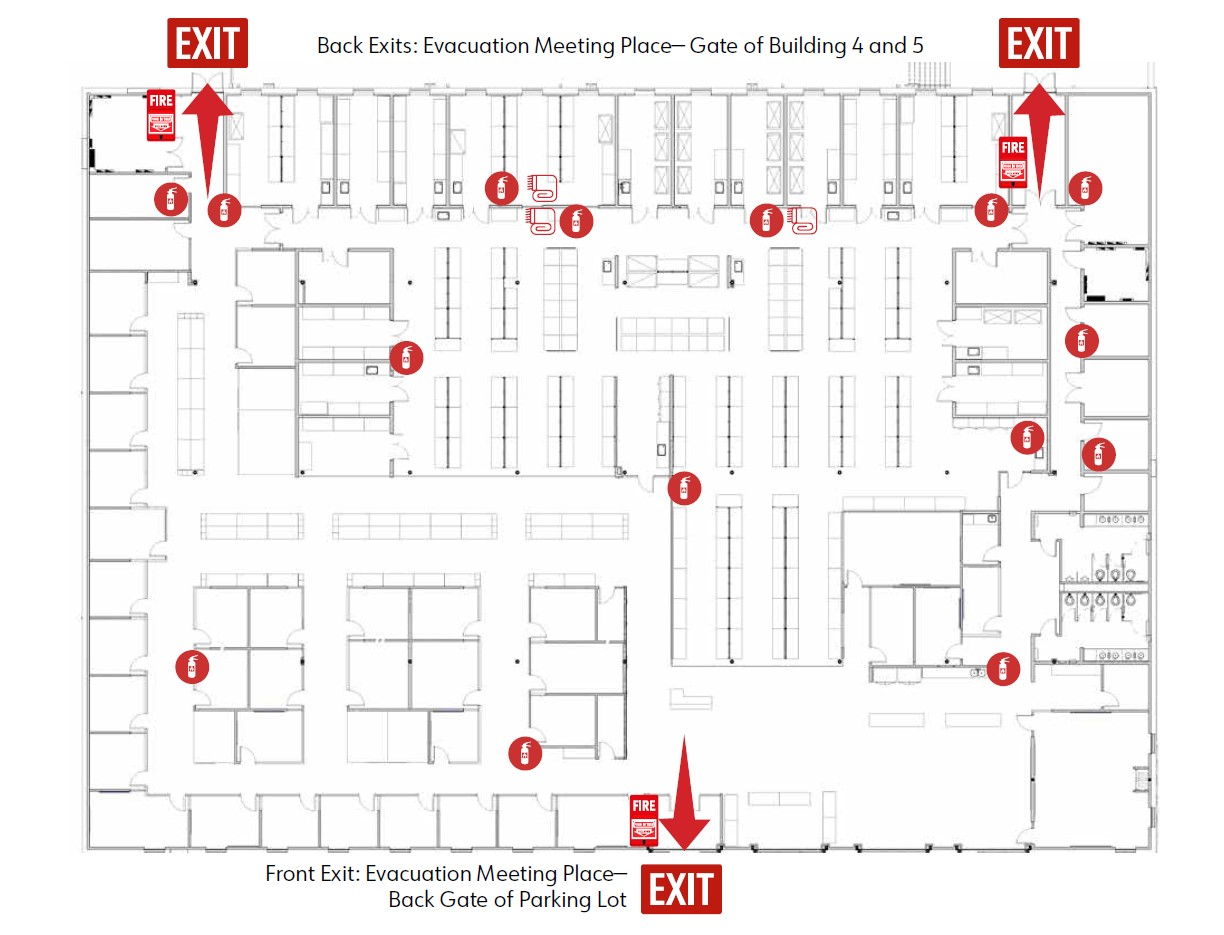 EXIT
Back Exits: Evacuation Meeting Place— Gate of Building 4 and 5
EXIT
FIRE
FIRE
FIRE
Front Exit: Evacuation Meeting Place—
Back Gate of Parking Lot
EXIT